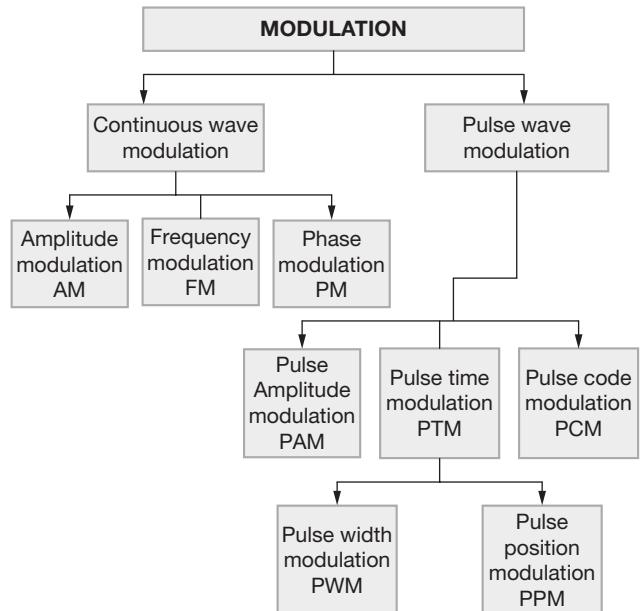 MODULATION
Continuous wave
modulation
Pulse wave
modulation
Amplitude
modulation
AM
Frequency
modulation
FM
Phase
modulation
PM
Pulse
Amplitude
modulation
PAM
Pulse time
modulation
PTM
Pulse code
modulation
PCM
Pulse width
modulation
PWM
Pulse
position
modulation
PPM